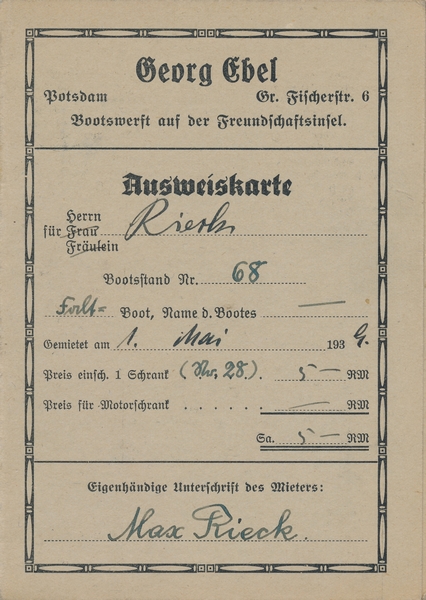 Georg Ebel
Potsdam Gr. Fischerstr. 6
Bootswerft auf der Freundschaftsinsel.
Ausweiskarte
Herrn
für Frau Rieck
Fräulein
Bootsstand Nr. 68
Falt= Boot, Name d. Bootes —
Gemietet am 1. Mai 1939.
Preis einsch. 1 Schrank (Nr. 28). 5 — RM
Preis für Motorschrank . . . . . . — RM
Sa. 5 — RM
Eigenhändige Unterschrift des Mieters:
Max Rieck.